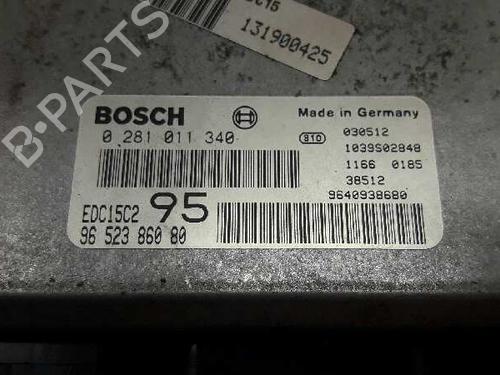 131900425
BOSCH
Made in Germany
0 281 011 340
810 030512
1039S02848
1166 0185
38512
9640938680
EDC15C2 95
96 523 860 80
B-PARTS